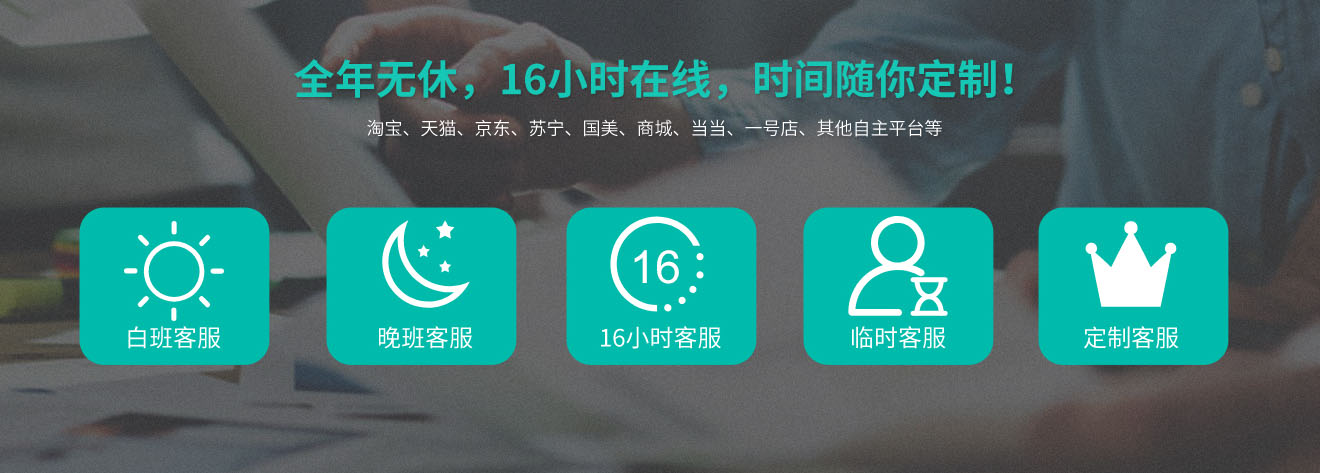 全年无休，16小时在线，时间随你定制！
淘宝、天猫、京东、苏宁、国美、商城、当当、一号店、其他自主平台等
16
白班客服
晚班客服
16小时客服
临时客服
定制客服